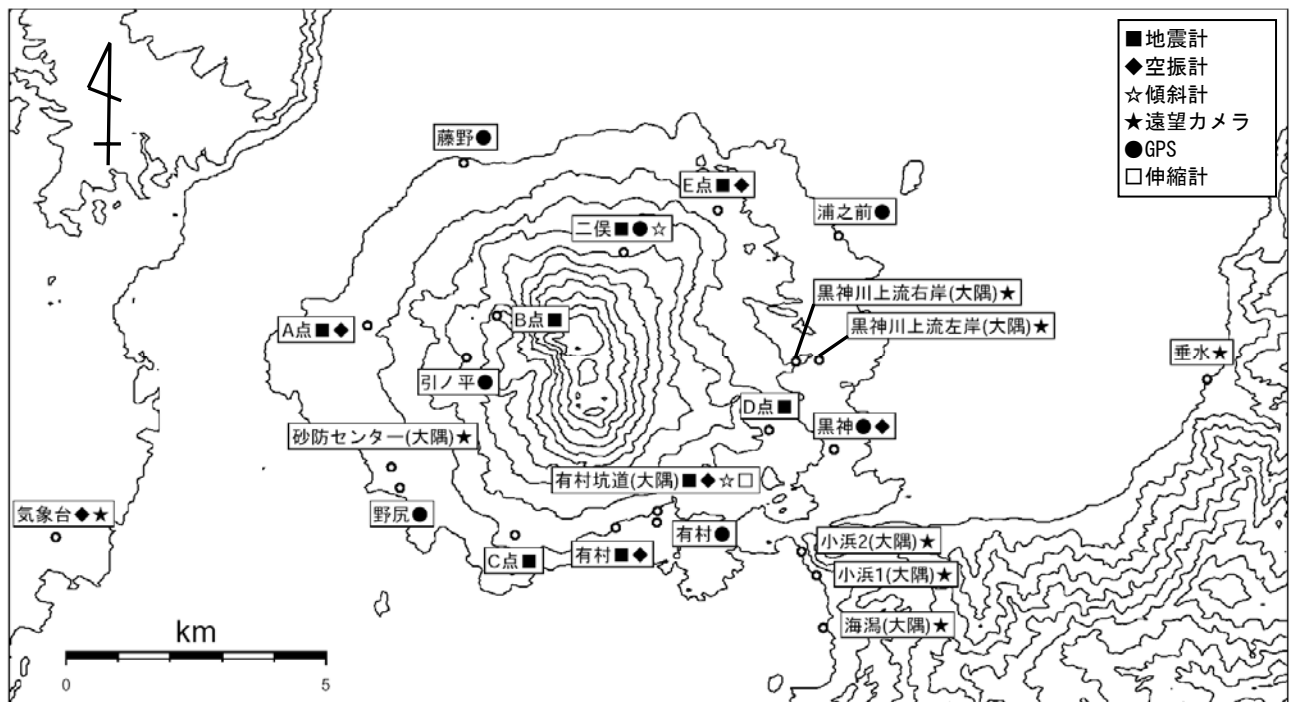 ■地震計
◆空振計
☆傾斜計
★遠望カメラ
●GPS
□伸縮計
藤野●
E点■◆
浦之前●
二俣■●☆
黒神川上流右岸(大隅)★
黒神川上流左岸(大隅)★
A点■◆
B点■
垂水★
引ノ平●
D点■
黒神●◆
砂防センター(大隅)★
有村坑道(大隅)■◆☆□
気象台◆★
野尻●
有村●
C点■
有村■◆
小浜2(大隅)★
小浜1(大隅)★
海潟(大隅)★
km
0 5